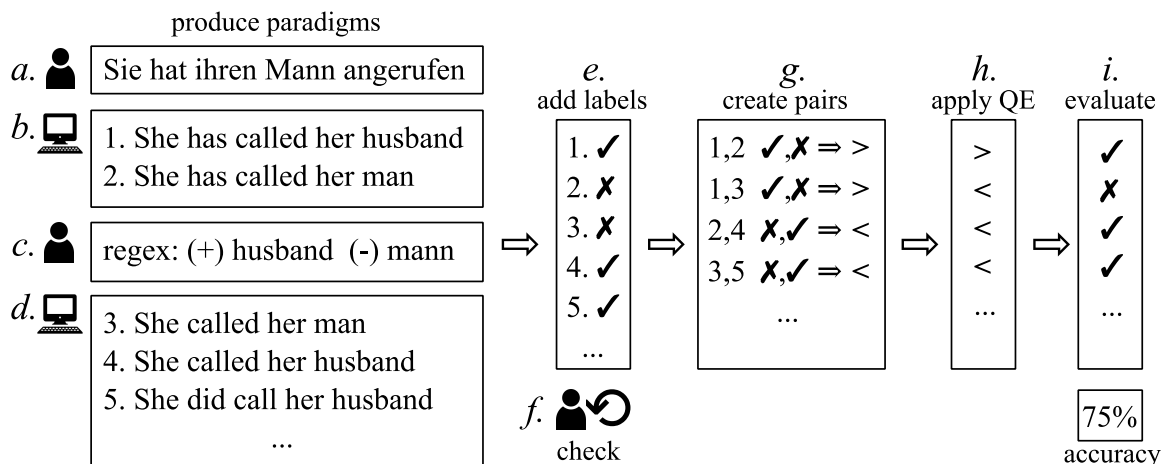 produce paradigms
a. Sie hat ihren Mann angerufen
b. 1. She has called her husband
2. She has called her man
c. regex: (+) husband (-) mann
d. 3. She called her man
4. She called her husband
5. She did call her husband
...
e.
add labels
1. ✓
2. ✗
3. ✗
4. ✓
5. ✓
...
f.
check
g.
create pairs
1,2 ✓,✗ ⇒ >
1,3 ✓,✗ ⇒ >
2,4 ✗,✓ ⇒ <
3,5 ✗,✓ ⇒ <
...
h.
apply QE
>
<
<
<
...
i.
evaluate
✓
✗
✓
✓
...
75%
accuracy